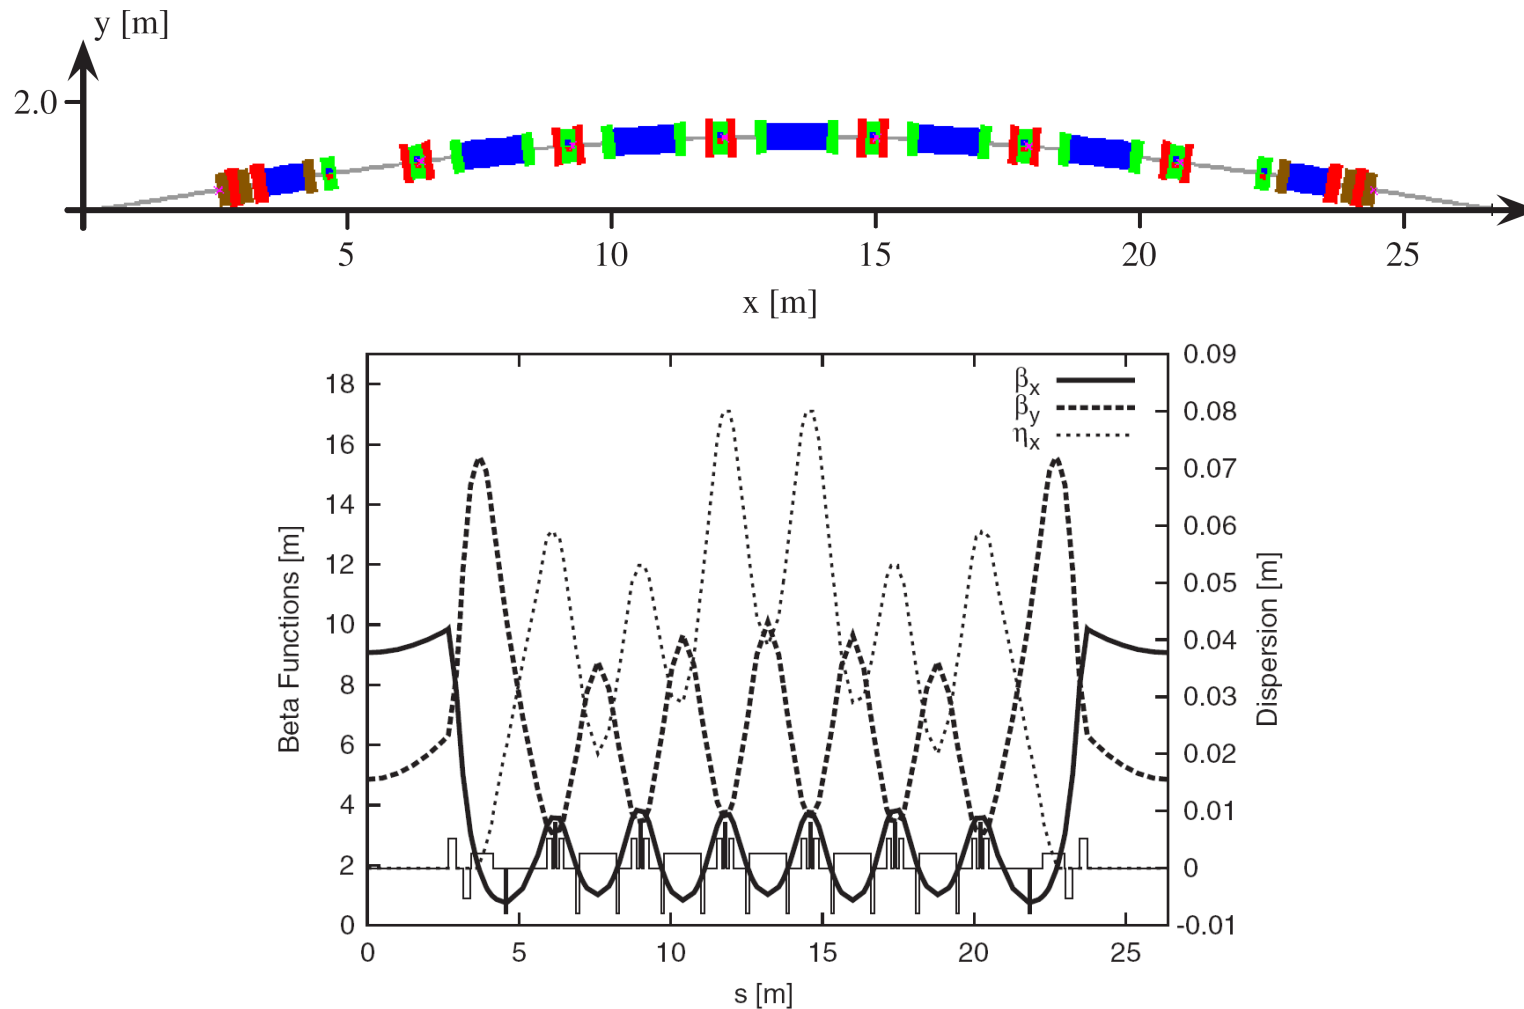 y [m]
2.0
5 10 15 20 25
x [m]
βx
βy
ηx
Beta Functions [m]
18
16
14
12
10
8
6
4
2
0
0.09
0.08
0.07
0.06
0.05
0.04
0.03
0.02
0.01
0
-0.01
Dispersion [m]
0 5 10 15 20 25
s [m]